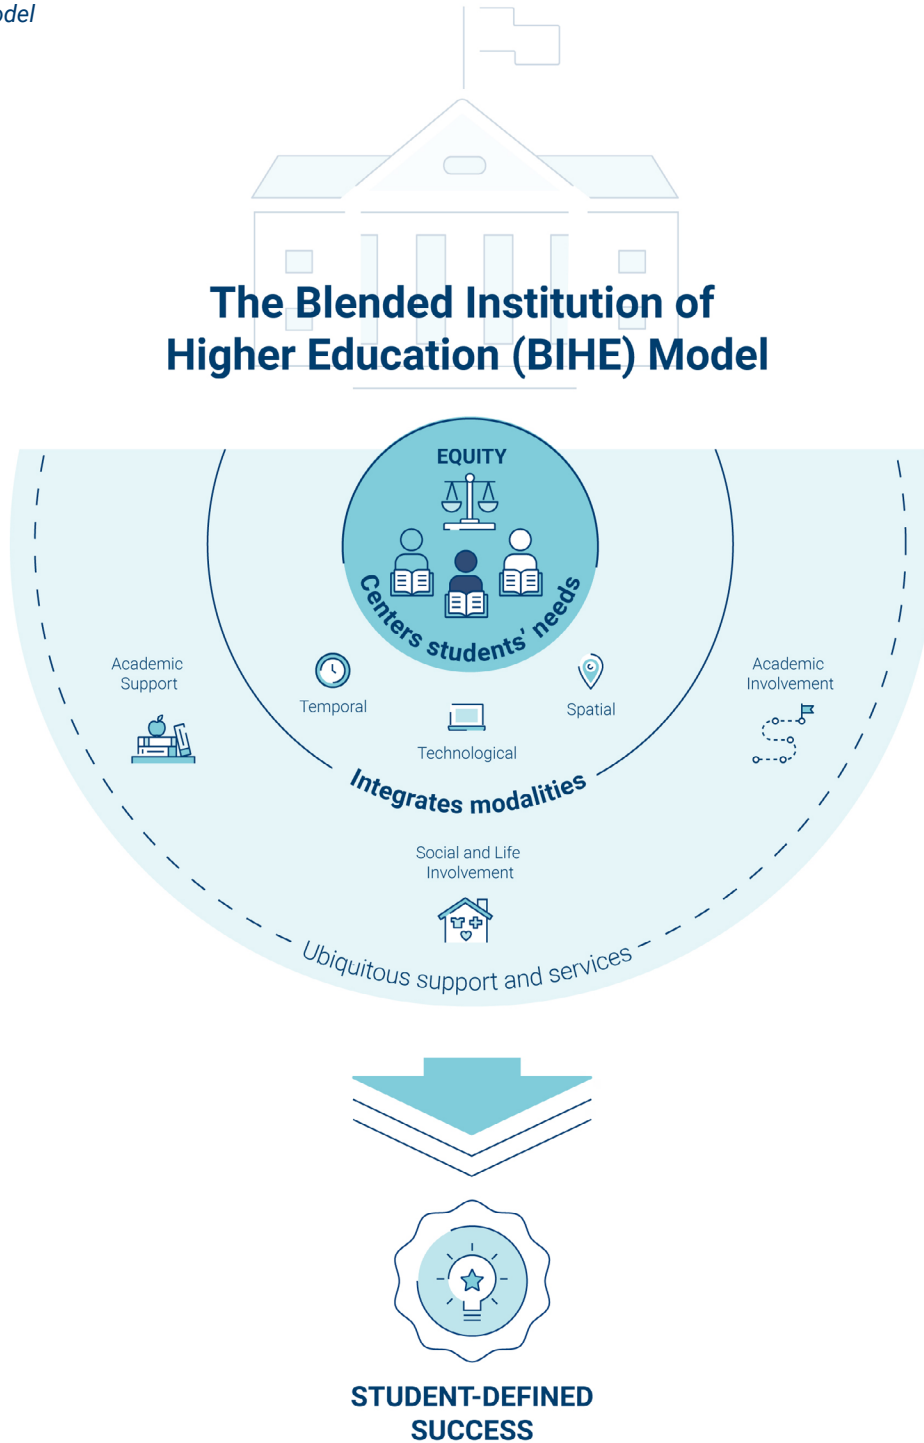 The Blended Institution of
Higher Education (BIHE) Model
EQUITY
Centers students' needs
Temporal
Technological
Spatial
Integrates modalities
Academic
Support
Academic
Involvement
Social and Life
Involvement
Ubiquitous support and services
STUDENT-DEFINED
SUCCESS